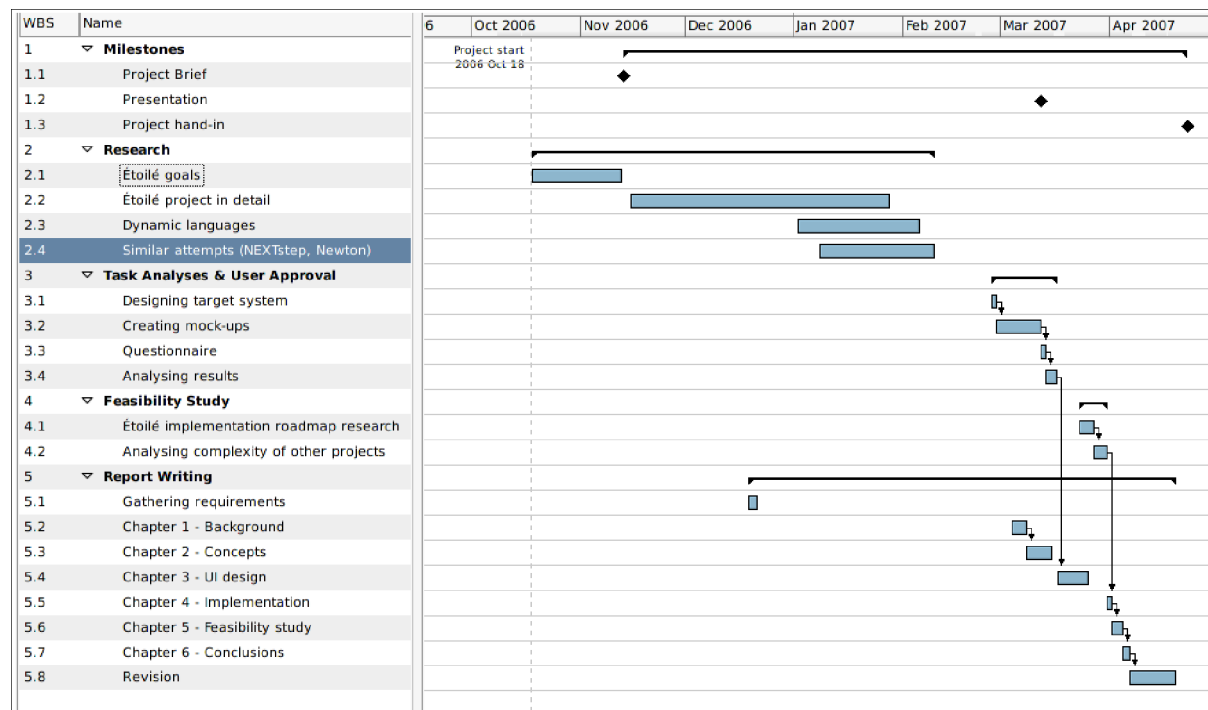 WBS Name 6 Oct 2006 Nov 2006 Dec 2006 Jan 2007 Feb 2007 Mar 2007 Apr 2007
1 Milestones
Project start
2006 Oct 18
1.1 Project Brief
1.2 Presentation
1.3 Project hand-in
2 Research
2.1 Étoilé goals
2.2 Étoilé project in detail
2.3 Dynamic languages
2.4 Similar attempts (NEXTstep, Newton)
3 Task Analyses & User Approval
3.1 Designing target system
3.2 Creating mock-ups
3.3 Questionnaire
3.4 Analysing results
4 Feasibility Study
4.1 Étoilé implementation roadmap research
4.2 Analysing complexity of other projects
5 Report Writing
5.1 Gathering requirements
5.2 Chapter 1 - Background
5.3 Chapter 2 - Concepts
5.4 Chapter 3 - UI design
5.5 Chapter 4 - Implementation
5.6 Chapter 5 - Feasibility study
5.7 Chapter 6 - Conclusions
5.8 Revision